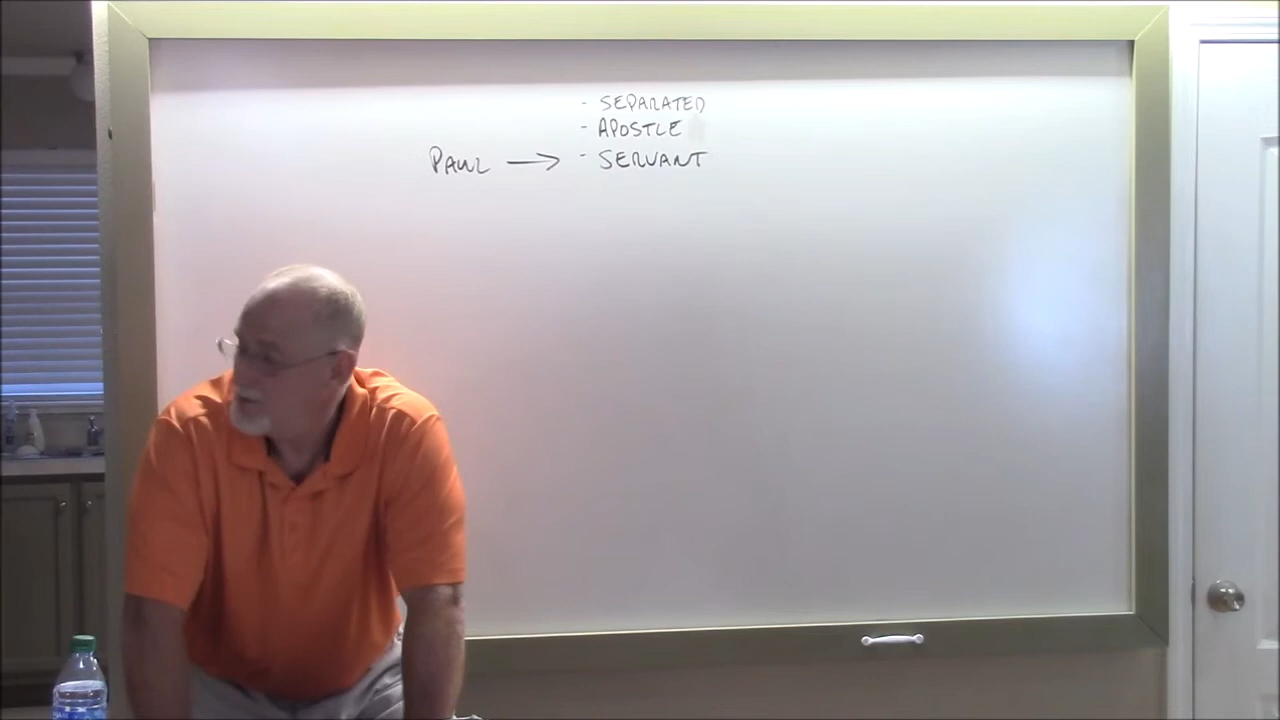 - SEPARATED
- APOSTLE
PAUL → - SERVANT